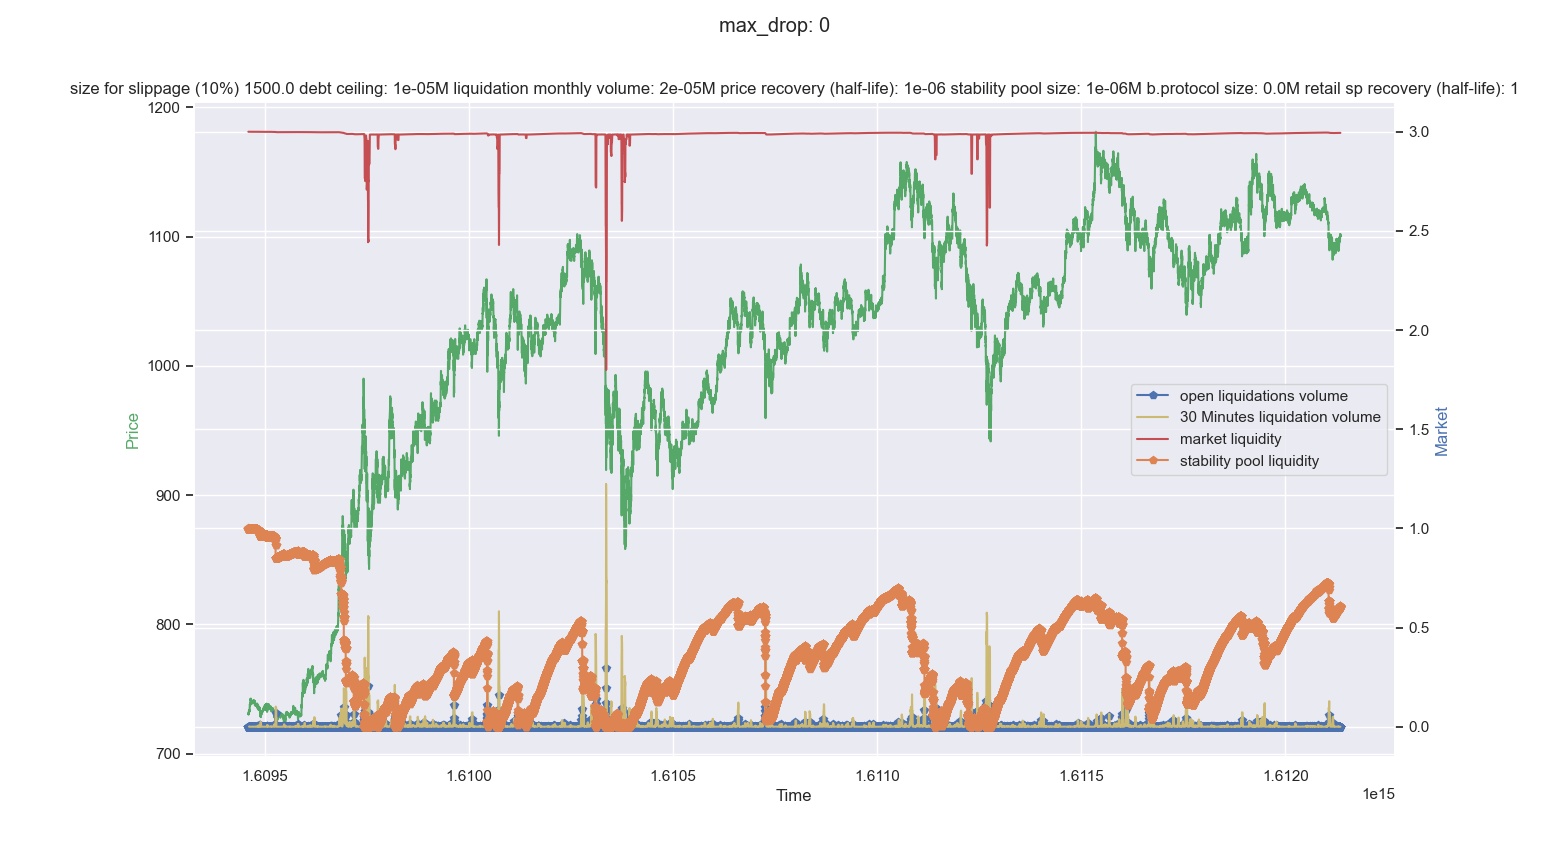 max_drop: 0
size for slippage (10%) 1500.0 debt ceiling: 1e-05M liquidation monthly volume: 2e-05M price recovery (half-life): 1e-06 stability pool size: 1e-06M b.protocol size: 0.0M retail sp recovery (half-life): 1
1200
1100
1000
900
800
700
Price
3.0
2.5
2.0
1.5
1.0
0.5
0.0
Market
open liquidations volume
30 Minutes liquidation volume
market liquidity
stability pool liquidity
1.6095 1.6100 1.6105 1.6110 1.6115 1.6120
1e15
Time